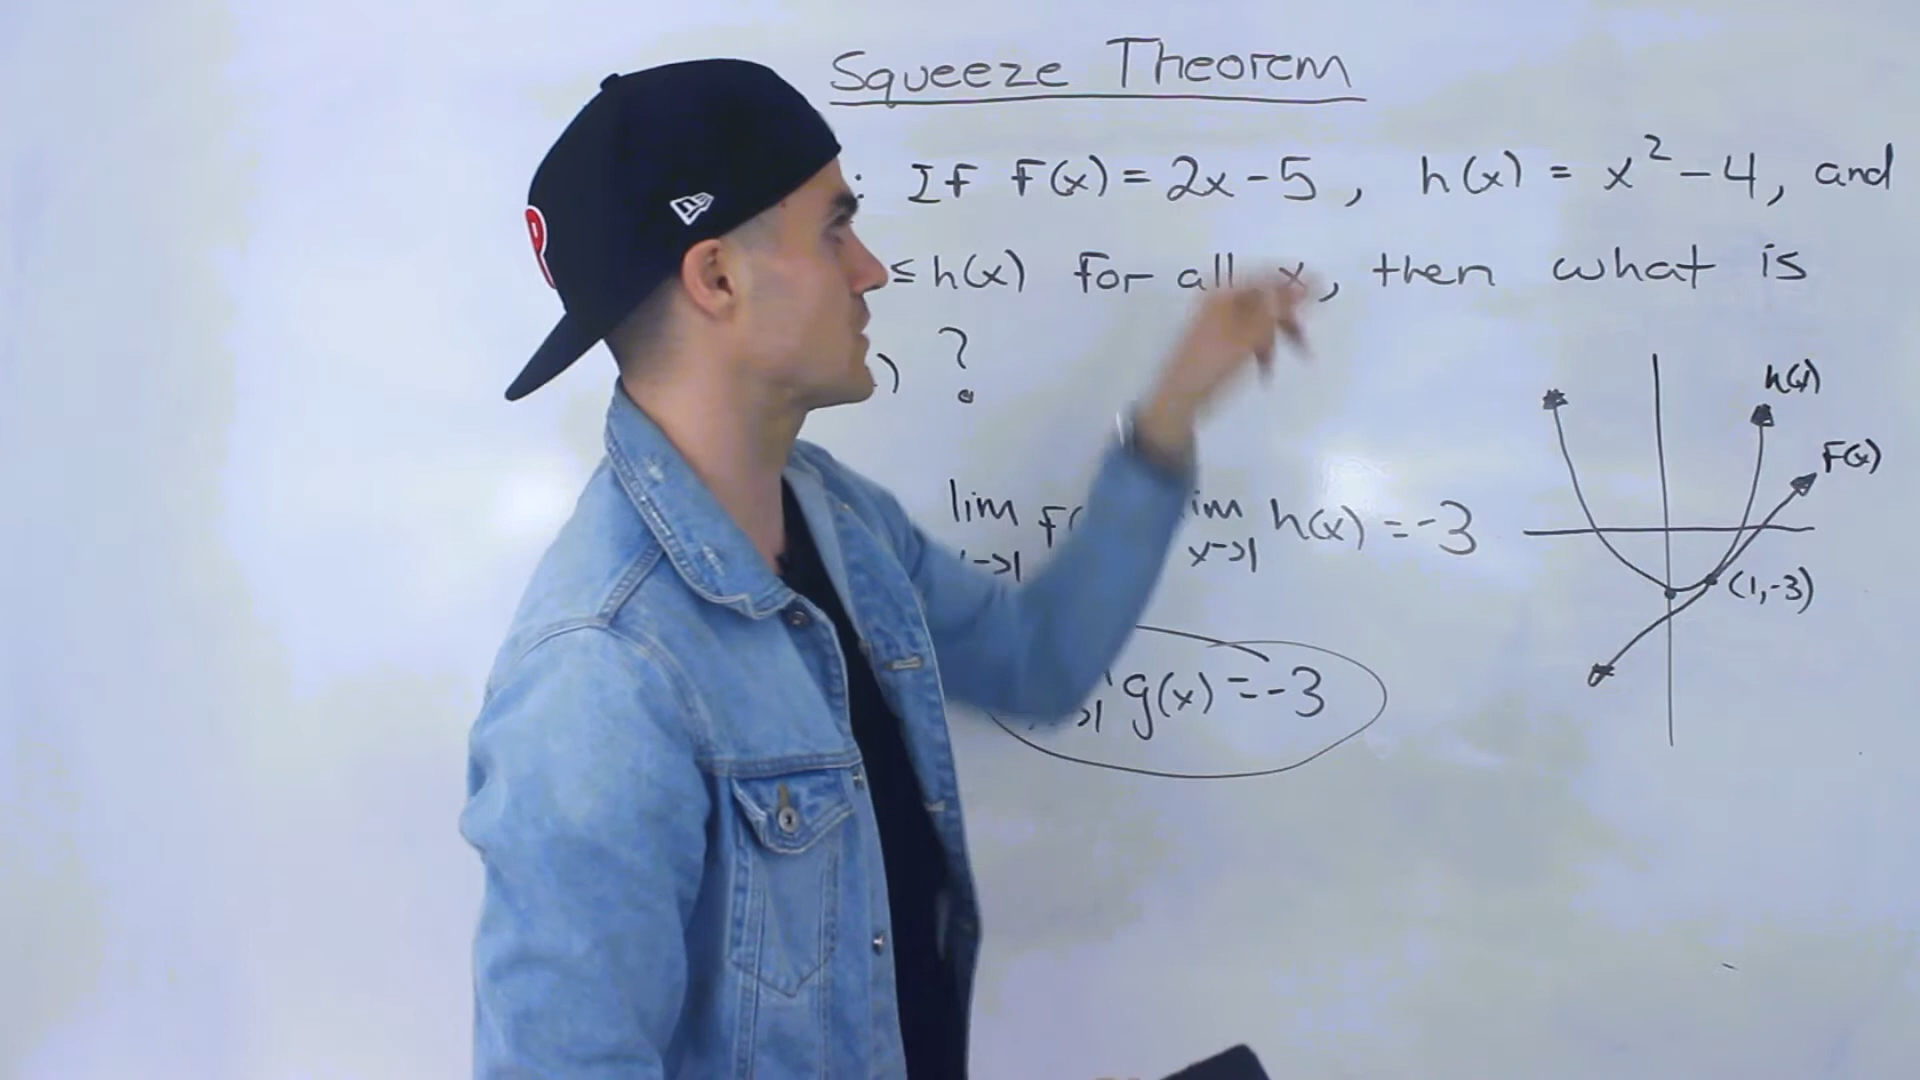 Squeeze Theorem
: If f(x) = 2x-5, h(x) = x²-4, and
≤ h(x) for all x, then what is
) ?
h(x)
f(x)
lim f( im h(x) = -3
->1 x->1
(1,-3)
g(x) = -3
>1
P